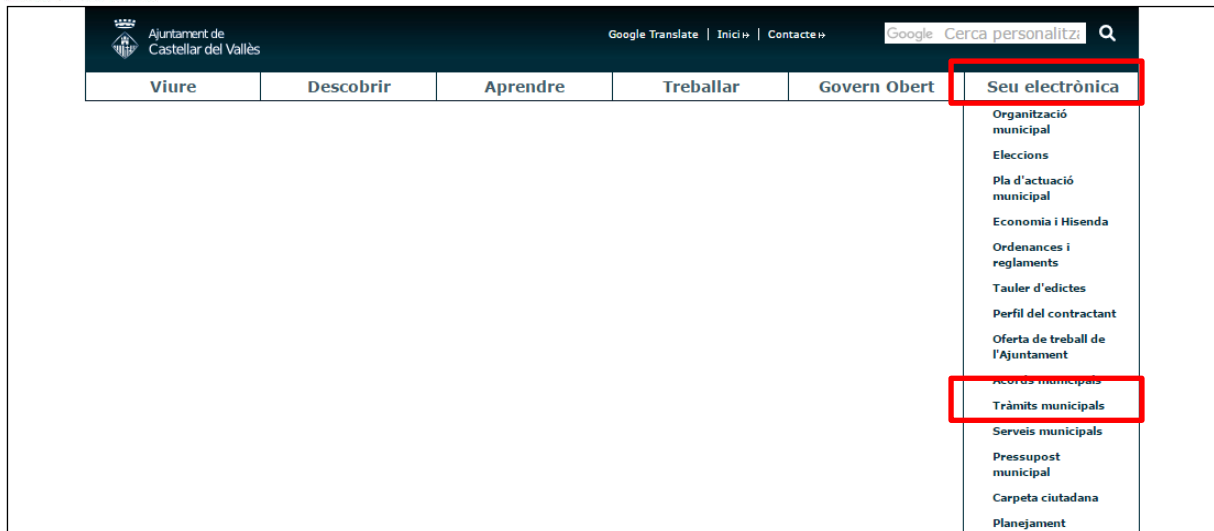 Ajuntament de
Castellar del Vallès
Google Translate | Inici | Contacte
Google Cerca personalitza
Viure Descobrir Aprendre Treballar Govern Obert Seu electrònica
Organització
municipal
Eleccions
Pla d'actuació
municipal
Economia i Hisenda
Ordenances i
reglaments
Tauler d'edictes
Perfil del contractant
Oferta de treball de
l'Ajuntament
Acords municipals
Tràmits municipals
Serveis municipals
Pressupost
municipal
Carpeta ciutadana
Planejament